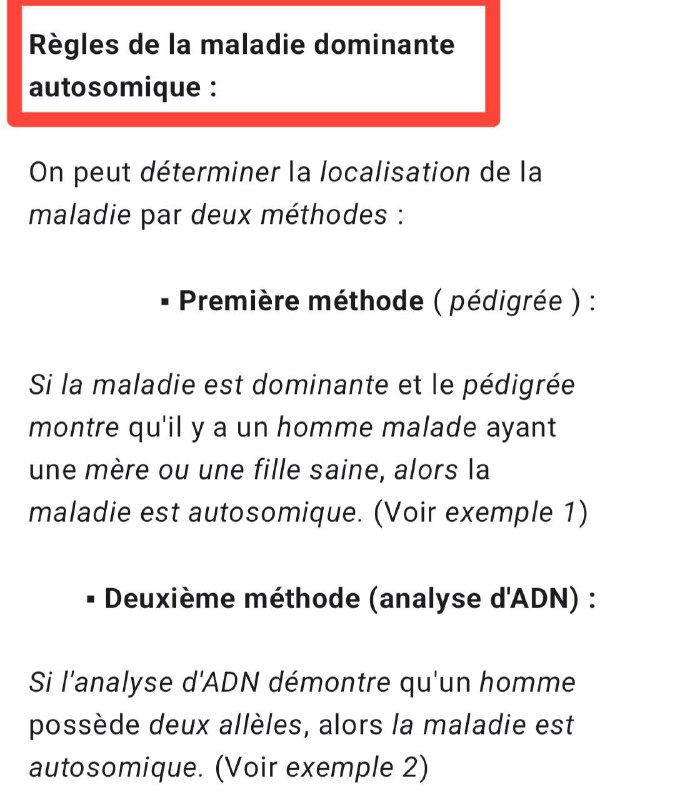 Règles de la maladie dominante
autosomique :
On peut déterminer la localisation de la
maladie par deux méthodes :
▪ Première méthode ( pédigrée ) :
Si la maladie est dominante et le pédigrée
montre qu'il y a un homme malade ayant
une mère ou une fille saine, alors la
maladie est autosomique. (Voir exemple 1)
▪ Deuxième méthode (analyse d'ADN) :
Si l'analyse d'ADN démontre qu'un homme
possède deux allèles, alors la maladie est
autosomique. (Voir exemple 2)